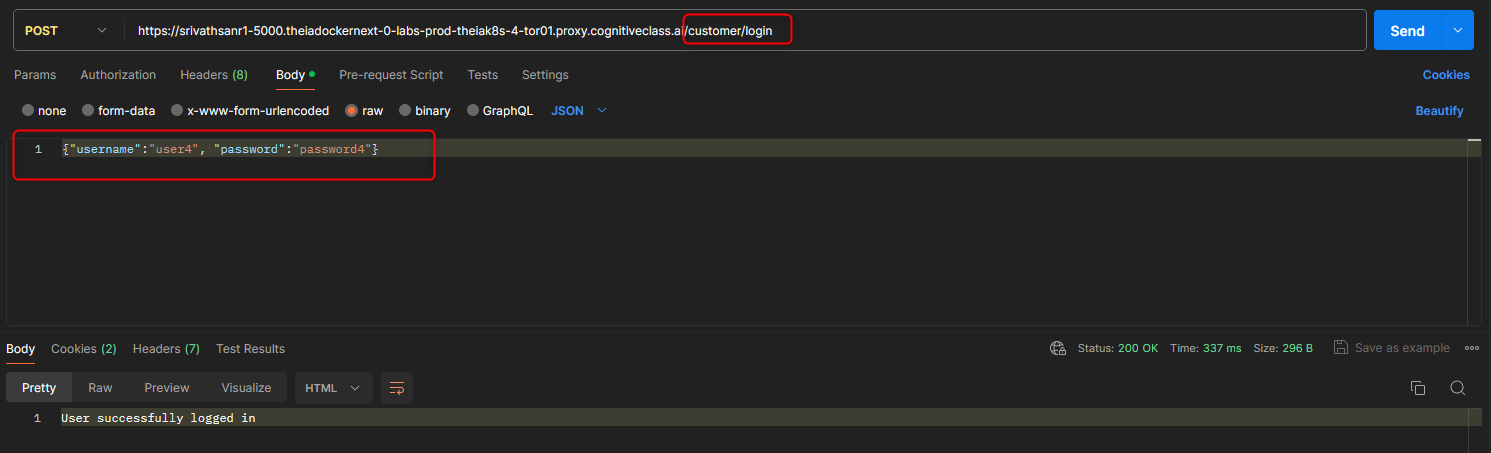 POST https://srivathsanr1-5000.theiadockernext-0-labs-prod-theiak8s-4-tor01.proxy.cognitiveclass.ai/customer/login Send
Params Authorization Headers (8) Body Pre-request Script Tests Settings Cookies
none form-data x-www-form-urlencoded raw binary GraphQL JSON Beautify
1 {"username":"user4", "password":"password4"}
Body Cookies (2) Headers (7) Test Results Status: 200 OK Time: 337 ms Size: 296 B Save as example
Pretty Raw Preview Visualize HTML
1 User successfully logged in